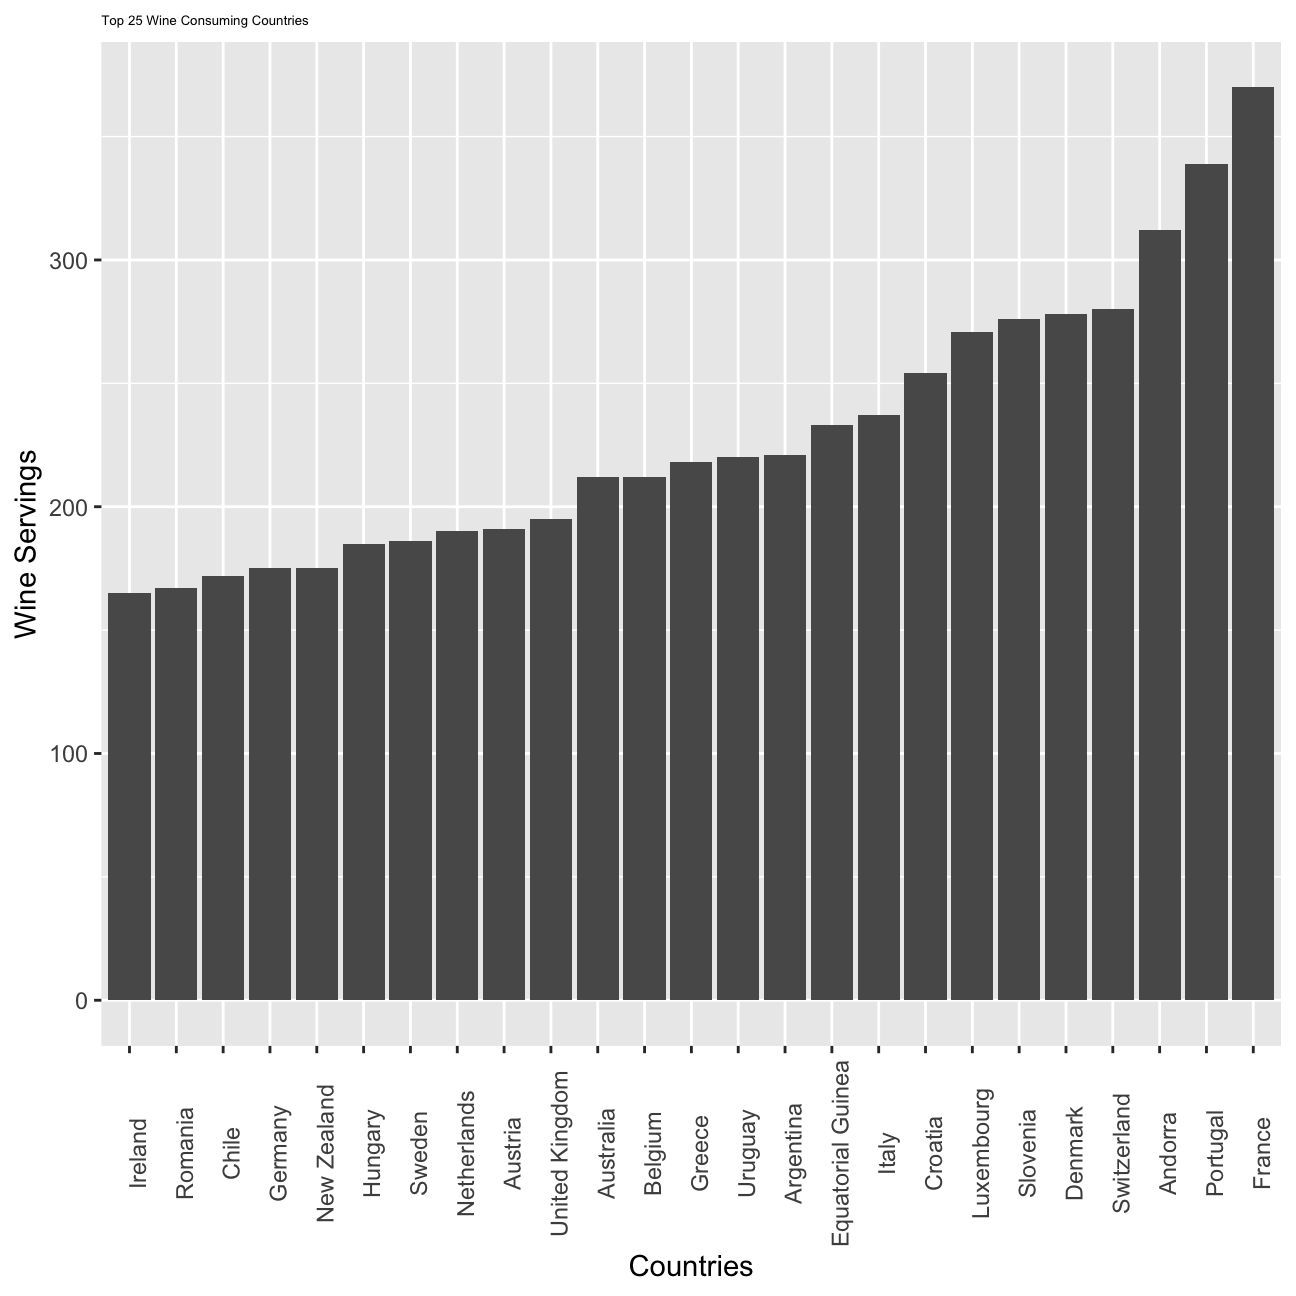 Top 25 Wine Consuming Countries
Wine Servings
300
200
100
0
Ireland
Romania
Chile
Germany
New Zealand
Hungary
Sweden
Netherlands
Austria
United Kingdom
Australia
Belgium
Greece
Uruguay
Argentina
Equatorial Guinea
Italy
Croatia
Luxembourg
Slovenia
Denmark
Switzerland
Andorra
Portugal
France
Countries